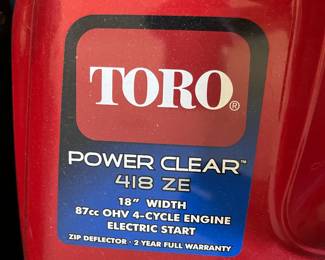 TORO®
POWER CLEAR™
418 ZE
18" WIDTH
87cc OHV 4-CYCLE ENGINE
ELECTRIC START
ZIP DEFLECTOR · 2 YEAR FULL WARRANTY